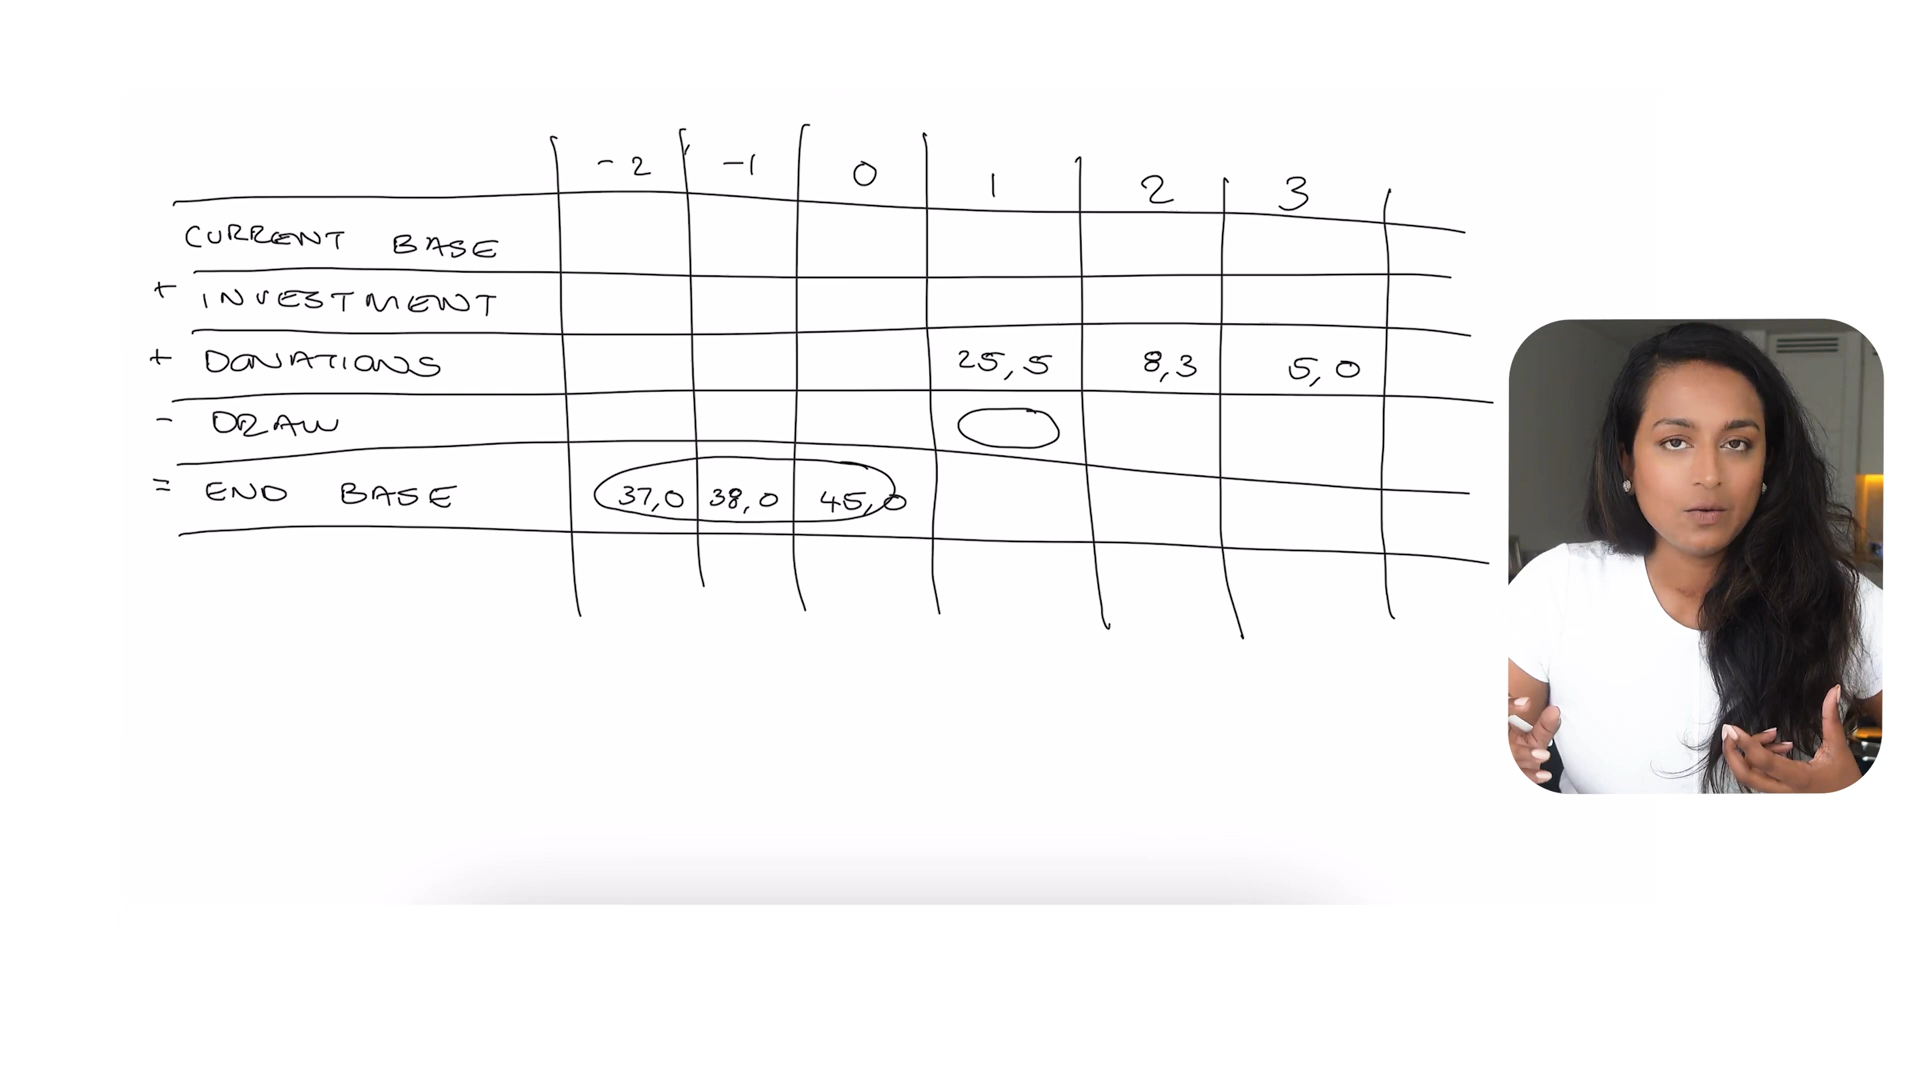 -2 -1 0 1 2 3
CURRENT BASE
+ INVESTMENT
+ DONATIONS 25,5 8,3 5,0
- DRAW
= END BASE 37,0 38,0 45,0